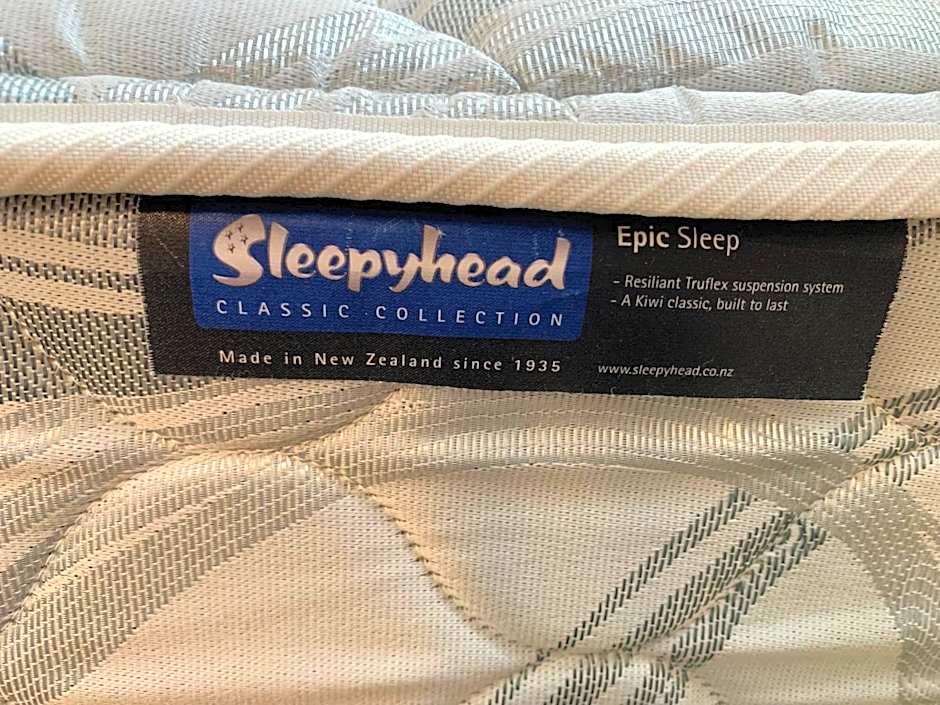 Sleepyhead
CLASSIC COLLECTION
Made in New Zealand since 1935
Epic Sleep
- Resiliant Truflex suspension system
- A Kiwi classic, built to last
www.sleepyhead.co.nz